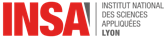 INSA
INSTITUT NATIONAL
DES SCIENCES
APPLIQUÉES
LYON